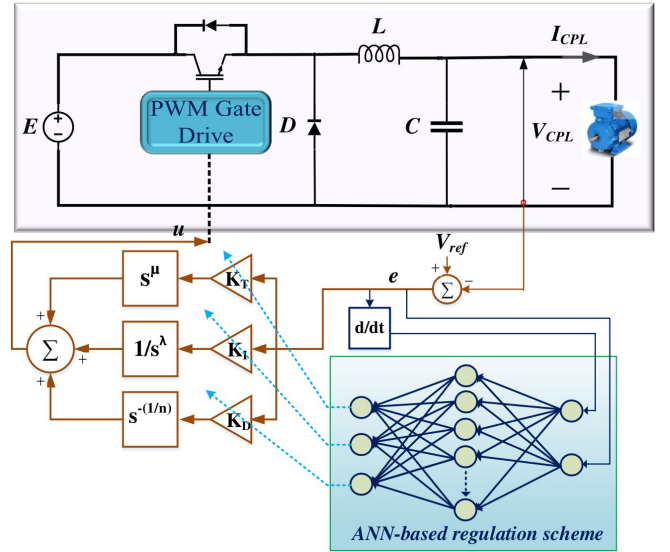 L
I_CPL
E
PWM Gate
Drive
D
C
+
V_CPL
−
u
V_ref
s^μ
K_T
+
−
Σ
e
+
Σ
+
+
1/s^λ
K_I
d/dt
s^-(1/n)
K_D
ANN-based regulation scheme